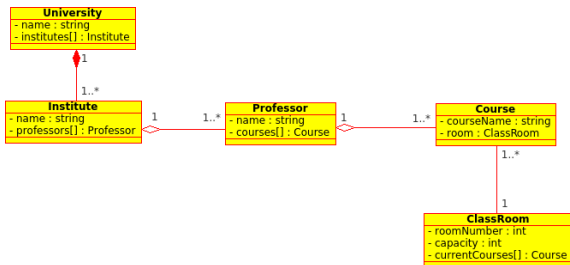 University
- name : string
- institutes[] : Institute
1
1..*
Institute
- name : string
- professors[] : Professor
1
1..*
Professor
- name : string
- courses[] : Course
1
1..*
Course
- courseName : string
- room : ClassRoom
1..*
1
ClassRoom
- roomNumber : int
- capacity : int
- currentCourses[] : Course